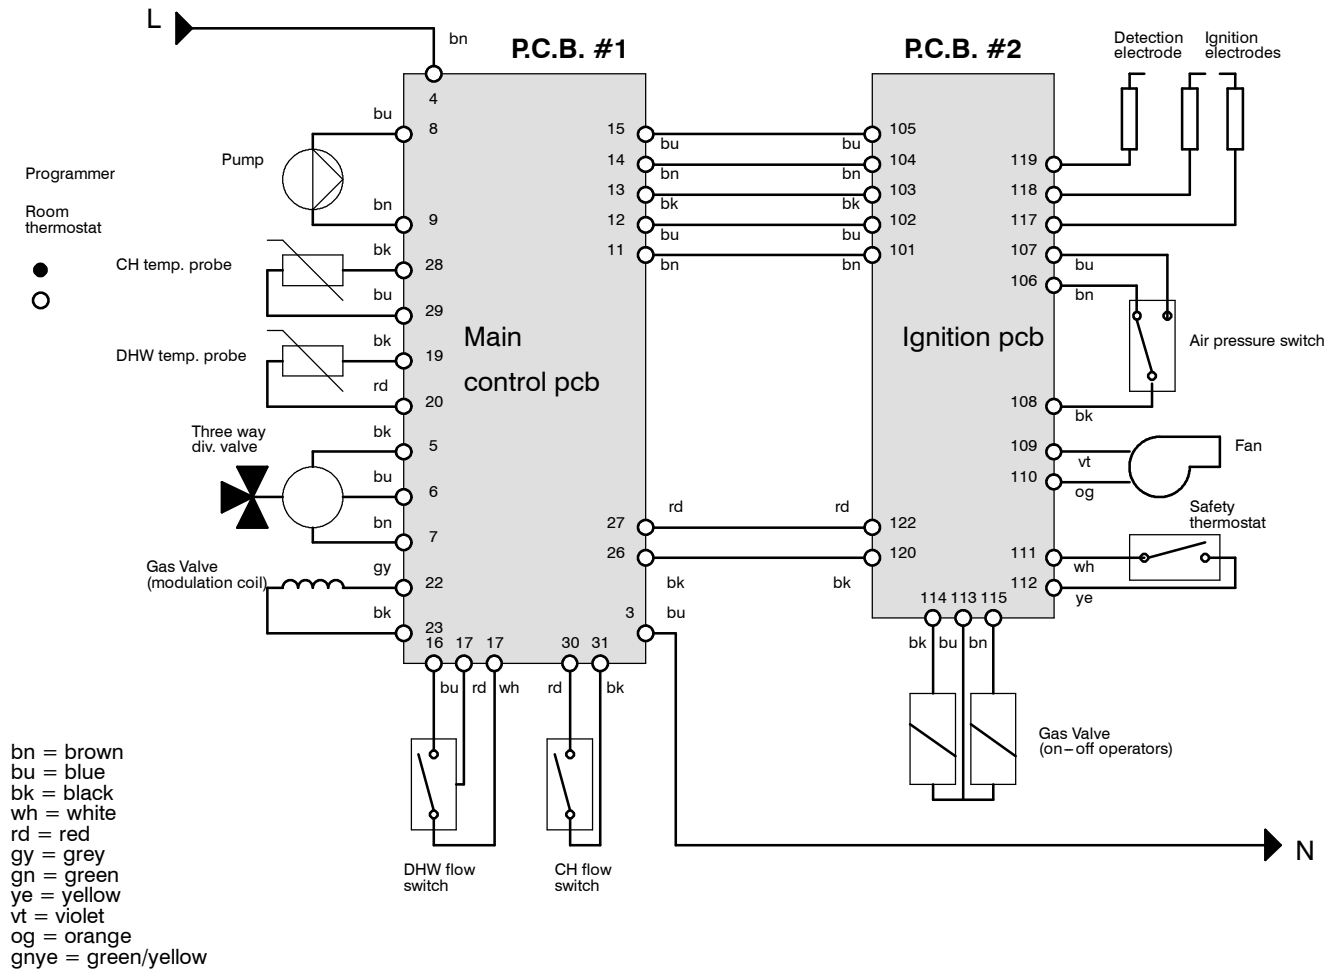 L
bn
P.C.B. #1
P.C.B. #2
Detection
electrode
Ignition
electrodes
4
bu
8
Pump
bn
9
Programmer
Room
thermostat
CH temp. probe
bk
28
bu
29
DHW temp. probe
bk
19
rd
20
Three way
div. valve
bk
5
bu
6
bn
7
Gas Valve
(modulation coil)
gy
22
bk
23
Main
control pcb
15
bu
bu
105
14
bn
bn
104
13
bk
bk
103
12
bu
bu
102
11
bn
bn
101
27
rd
rd
122
26
bk
bk
120
3
bu
Ignition pcb
119
118
117
107
bu
106
bn
Air pressure switch
108
bk
109
vt
110
og
Fan
Safety
thermostat
111
wh
112
ye
114 113 115
bk bu bn
Gas Valve
(on-off operators)
16 17 17
bu rd wh
30 31
rd bk
DHW flow
switch
CH flow
switch
N
bn = brown
bu = blue
bk = black
wh = white
rd = red
gy = grey
gn = green
ye = yellow
vt = violet
og = orange
gnye = green/yellow